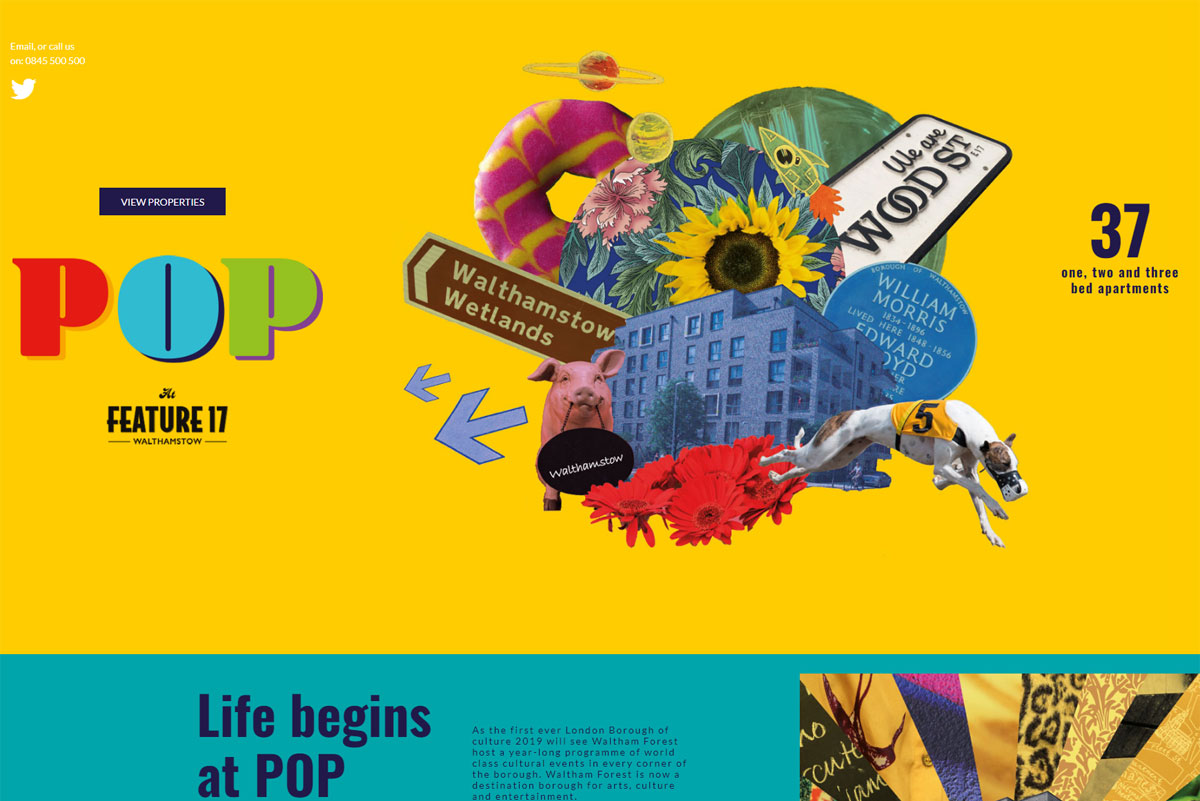 Email, or call us
on: 0845 500 500
VIEW PROPERTIES
POP
At
FEATURE 17
WALTHAMSTOW
We are
WOOD ST
E17
Walthamstow
Wetlands
BOROUGH OF WALTHAMSTOW
WILLIAM
MORRIS
1834-1896
LIVED HERE 1848-1856
EDWARD
Walthamstow
5
37
one, two and three
bed apartments
Life begins
at POP
As the first ever London Borough of
culture 2019 will see Waltham Forest
host a year-long programme of world
class cultural events in every corner of
the borough. Waltham Forest is now a
destination borough for arts, culture
and entertainment.